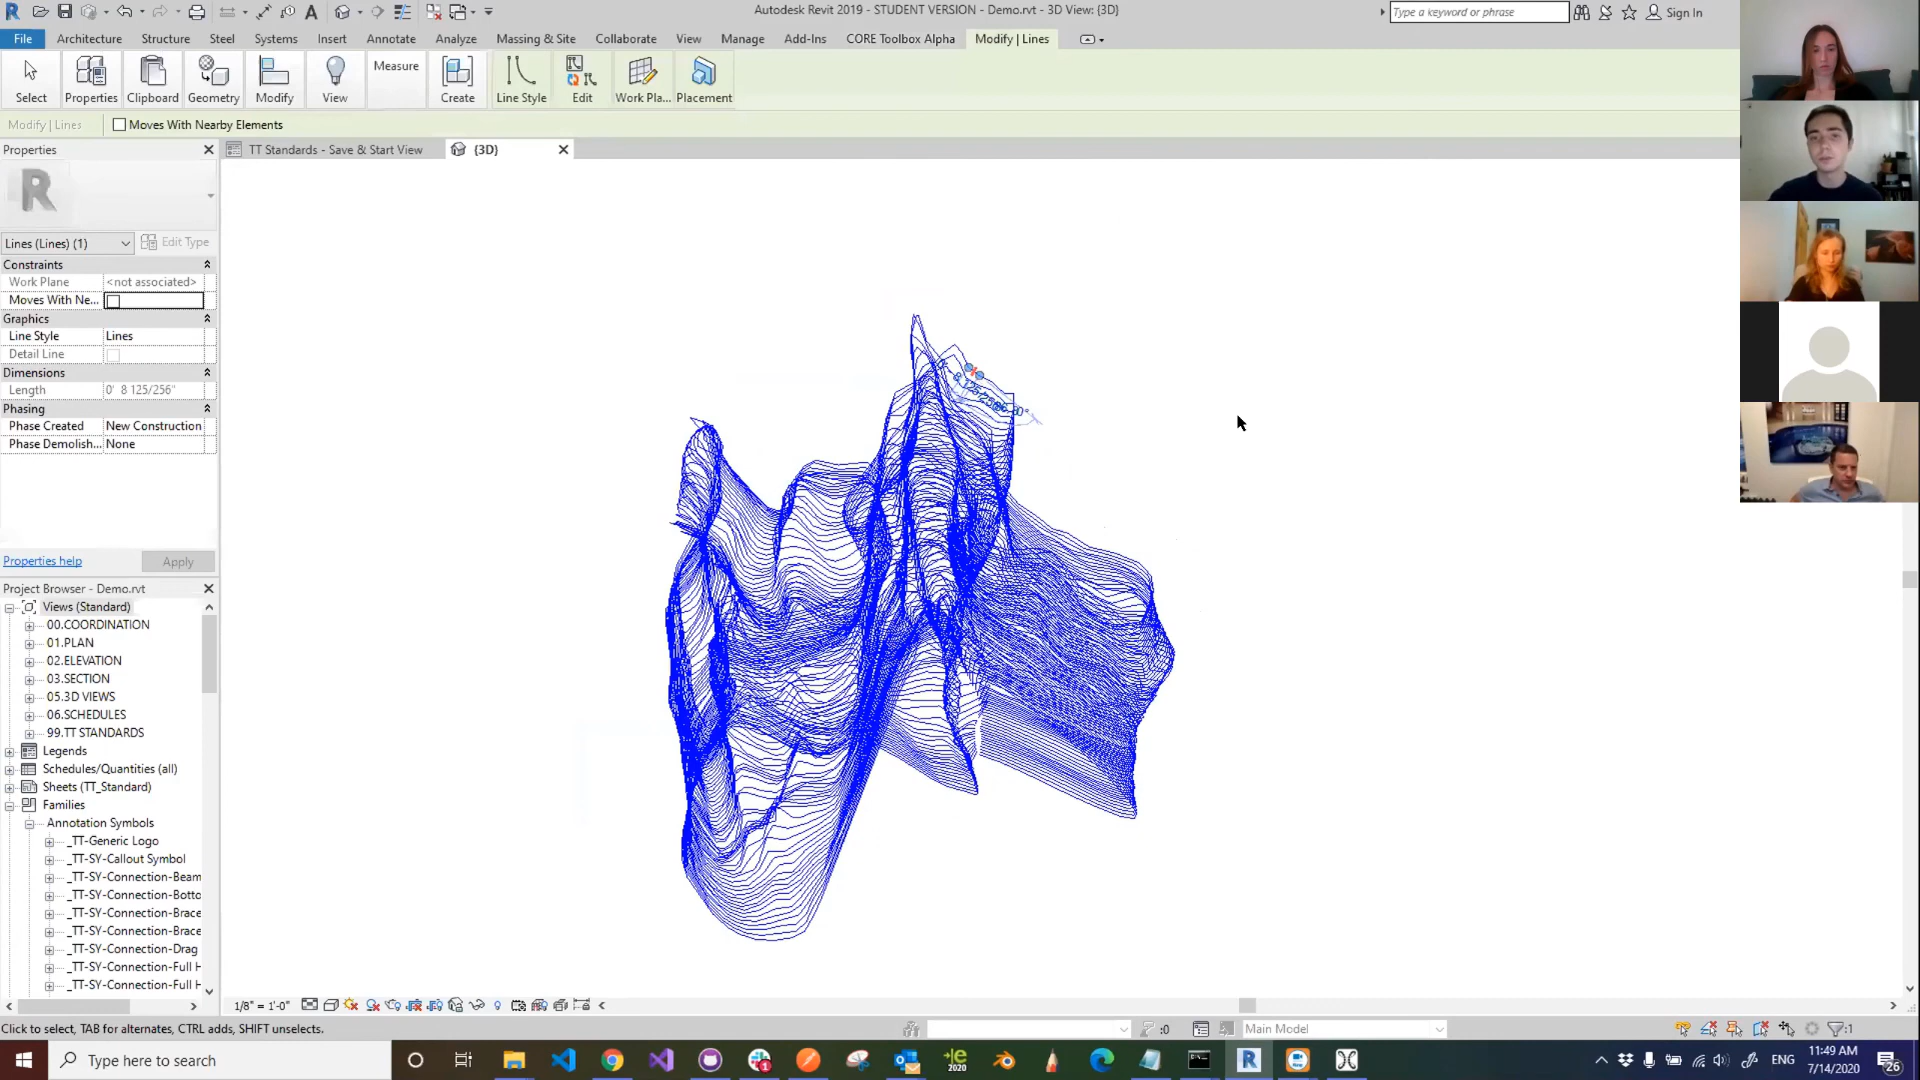 Autodesk Revit 2019 - STUDENT VERSION - Demo.rvt - 3D View: {3D}
Type a keyword or phrase
Sign In
File Architecture Structure Steel Systems Insert Annotate Analyze Massing & Site Collaborate View Manage Add-Ins CORE Toolbox Alpha Modify | Lines
Select Properties Clipboard Geometry Modify View Measure Create Line Style Edit Work Pla... Placement
Modify | Lines Moves With Nearby Elements
Properties
TT Standards - Save & Start View
{3D}
Lines (Lines) (1) Edit Type
Constraints
Work Plane <not associated>
Moves With Ne...
Graphics
Line Style Lines
Detail Line
Dimensions
Length 0' 8 125/256"
Phasing
Phase Created New Construction
Phase Demolish... None
Properties help Apply
Project Browser - Demo.rvt
Views (Standard)
00.COORDINATION
01.PLAN
02.ELEVATION
03.SECTION
05.3D VIEWS
06.SCHEDULES
99.TT STANDARDS
Legends
Schedules/Quantities (all)
Sheets (TT_Standard)
Families
Annotation Symbols
_TT-Generic Logo
_TT-SY-Callout Symbol
_TT-SY-Connection-Beam
_TT-SY-Connection-Botto
_TT-SY-Connection-Brace
_TT-SY-Connection-Brace
_TT-SY-Connection-Drag
_TT-SY-Connection-Full H
_TT-SY-Connection-Full H
1/8" = 1'-0"
Click to select, TAB for alternates, CTRL adds, SHIFT unselects.
:0
Main Model
:1
Type here to search
2020
ENG
11:49 AM
7/14/2020
26